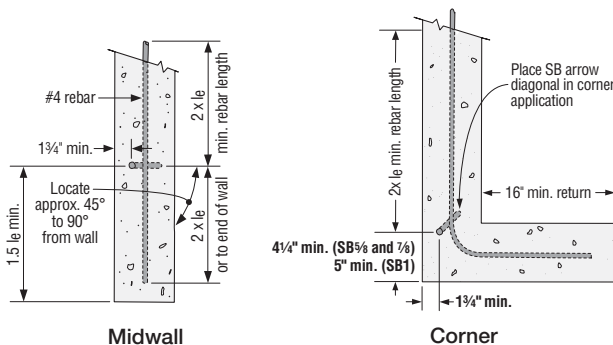 #4 rebar
1¾" min.
Locate
approx. 45°
to 90°
from wall
1.5 le min.
2 x le
min. rebar length
2 x le
or to end of wall
Midwall
2x le min. rebar length
Place SB arrow
diagonal in corner
application
16" min. return
4¼" min. (SB⅝ and ⅞)
5" min. (SB1)
1¾" min.
Corner